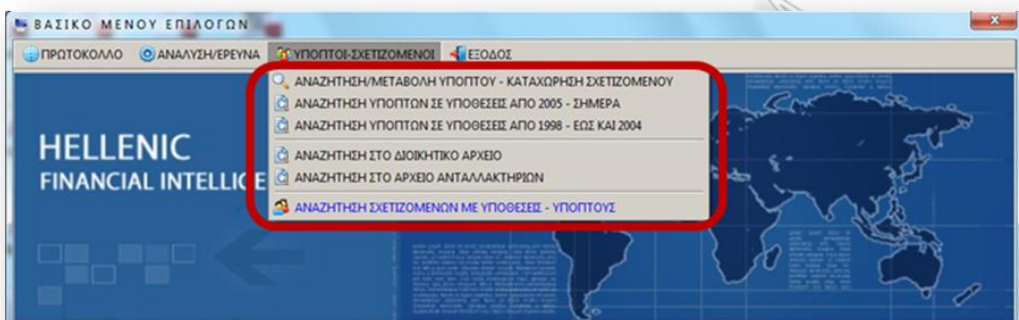 ΒΑΣΙΚΟ ΜΕΝΟΥ ΕΠΙΛΟΓΩΝ
ΠΡΩΤΟΚΟΛΛΟ ΑΝΑΛΥΣΗ/ΕΡΕΥΝΑ ΥΠΟΠΤΟΙ-ΣΧΕΤΙΖΟΜΕΝΟΙ ΕΞΟΔΟΣ
ΑΝΑΖΗΤΗΣΗ/ΜΕΤΑΒΟΛΗ ΥΠΟΠΤΟΥ - ΚΑΤΑΧΩΡΗΣΗ ΣΧΕΤΙΖΟΜΕΝΟΥ
ΑΝΑΖΗΤΗΣΗ ΥΠΟΠΤΩΝ ΣΕ ΥΠΟΘΕΣΕΙΣ ΑΠΟ 2005 - ΣΗΜΕΡΑ
ΑΝΑΖΗΤΗΣΗ ΥΠΟΠΤΩΝ ΣΕ ΥΠΟΘΕΣΕΙΣ ΑΠΟ 1998 - ΕΩΣ ΚΑΙ 2004
ΑΝΑΖΗΤΗΣΗ ΣΤΟ ΔΙΟΙΚΗΤΙΚΟ ΑΡΧΕΙΟ
ΑΝΑΖΗΤΗΣΗ ΣΤΟ ΑΡΧΕΙΟ ΑΝΤΑΛΛΑΚΤΗΡΙΩΝ
ΑΝΑΖΗΤΗΣΗ ΣΧΕΤΙΖΟΜΕΝΩΝ ΜΕ ΥΠΟΘΕΣΕΙΣ - ΥΠΟΠΤΟΥΣ
HELLENIC
FINANCIAL INTELLIGE